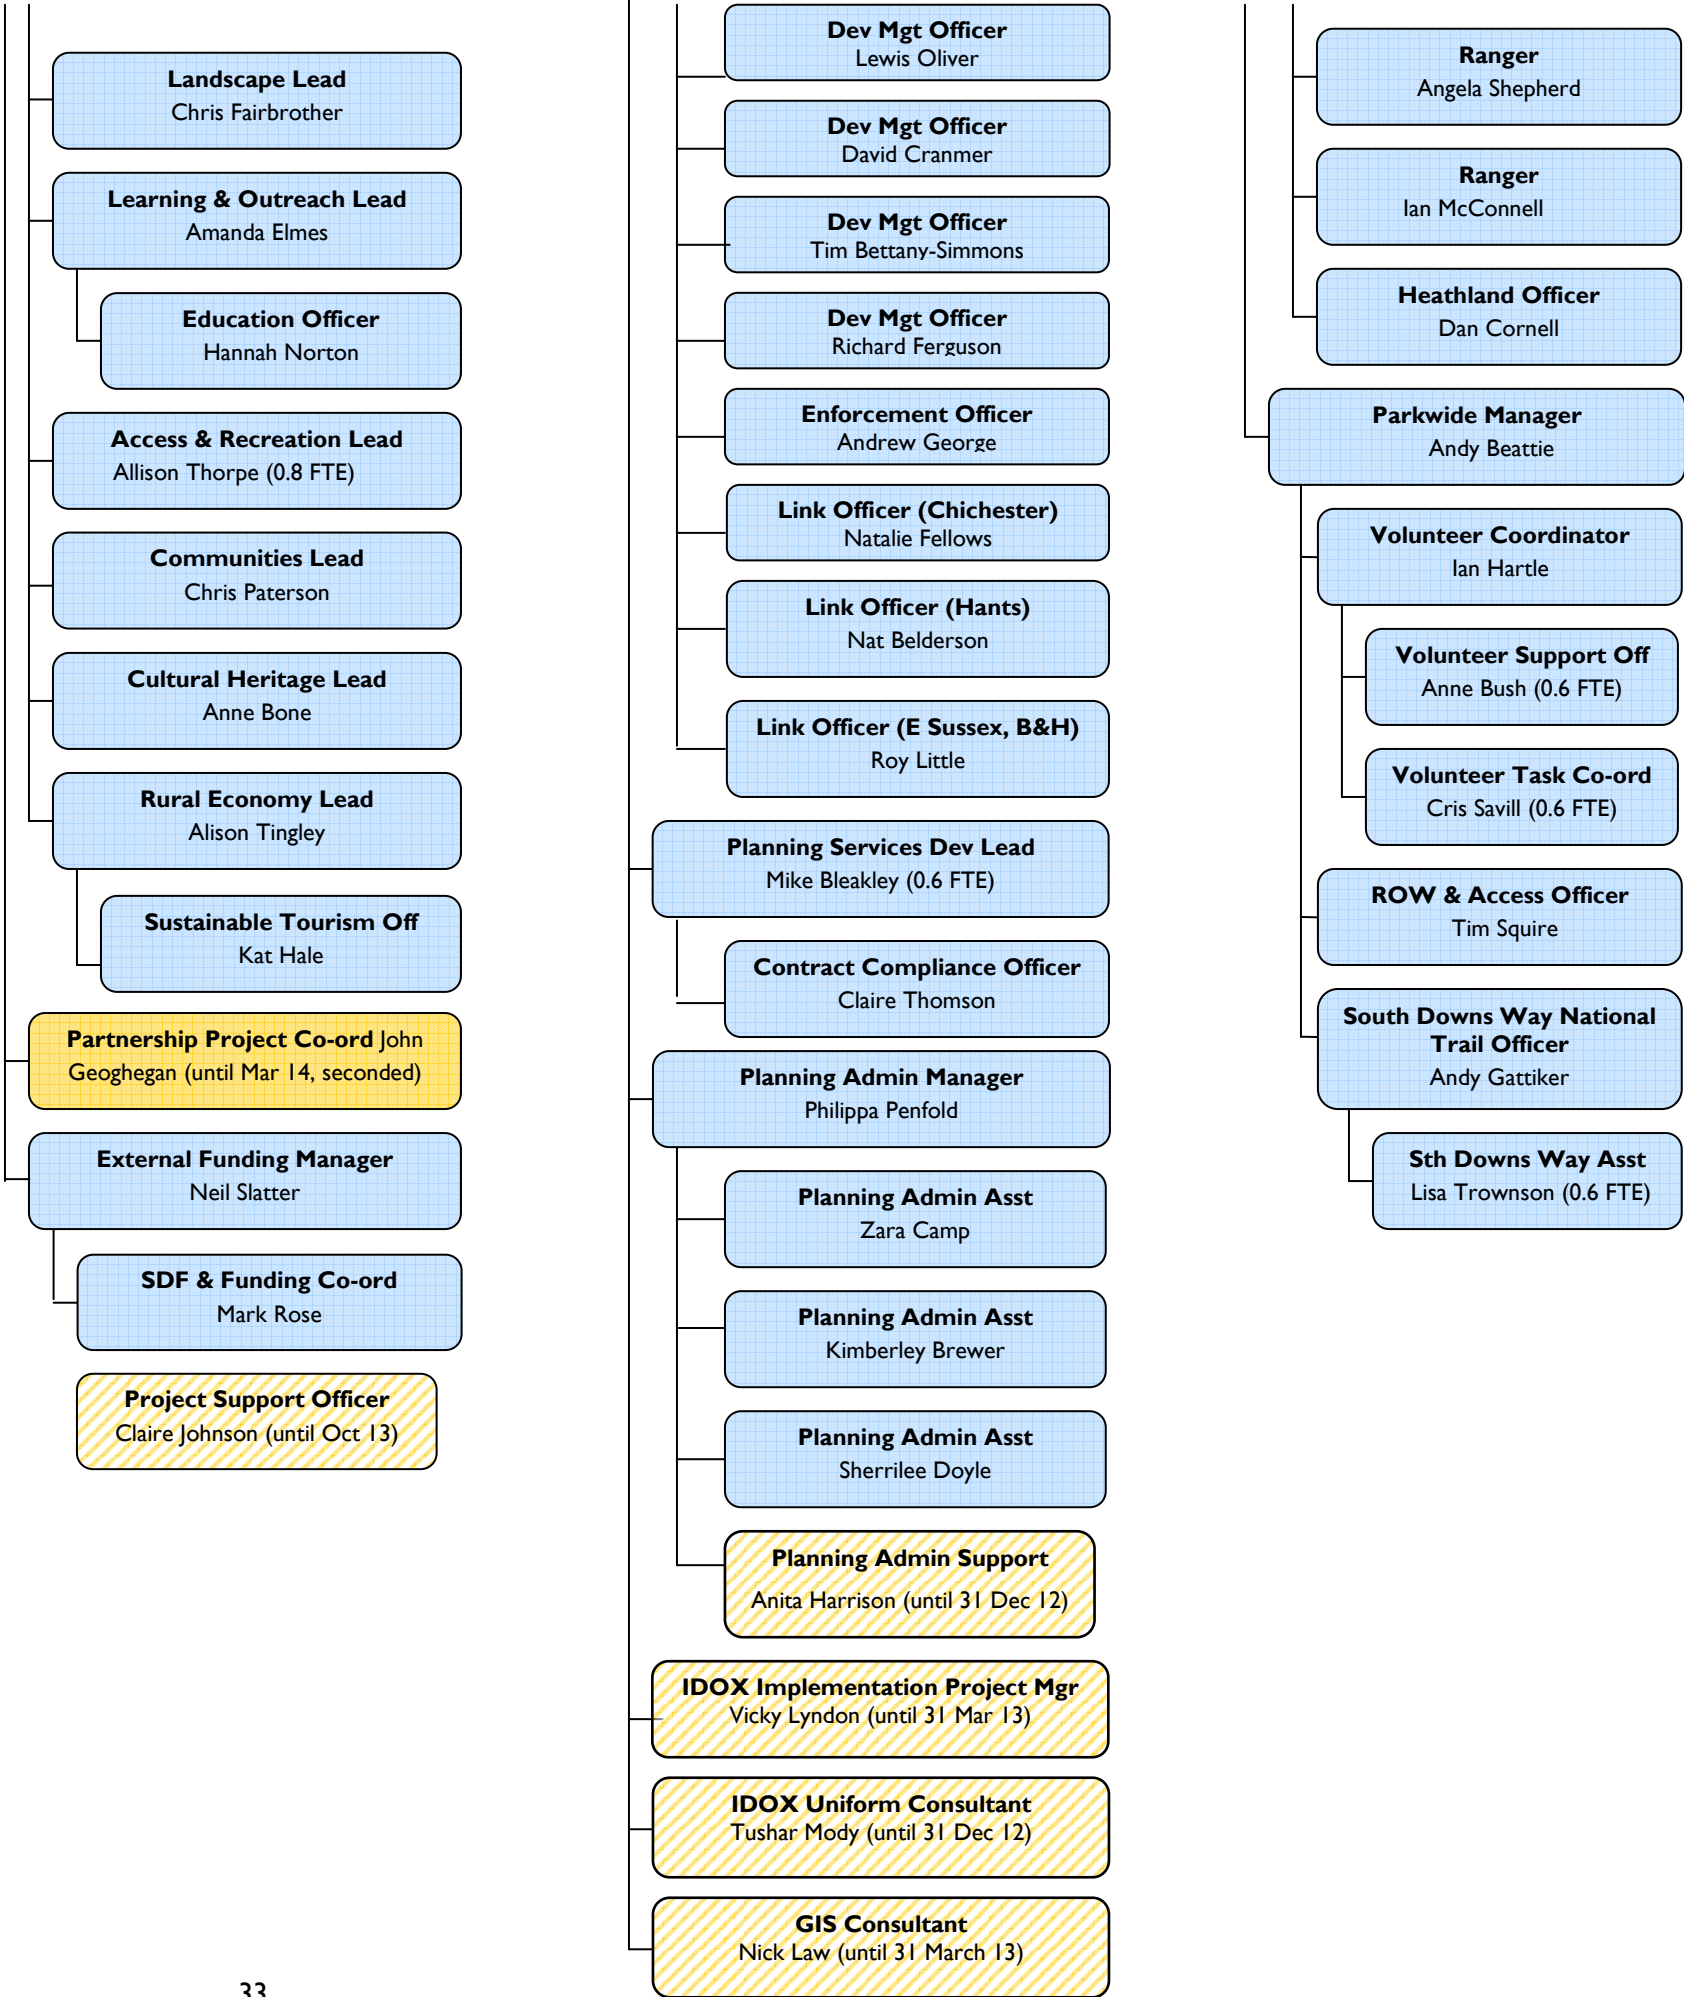 Landscape Lead
Chris Fairbrother
Learning & Outreach Lead
Amanda Elmes
Education Officer
Hannah Norton
Access & Recreation Lead
Allison Thorpe (0.8 FTE)
Communities Lead
Chris Paterson
Cultural Heritage Lead
Anne Bone
Rural Economy Lead
Alison Tingley
Sustainable Tourism Off
Kat Hale
Partnership Project Co-ord John
Geoghegan (until Mar 14, seconded)
External Funding Manager
Neil Slatter
SDF & Funding Co-ord
Mark Rose
Project Support Officer
Claire Johnson (until Oct 13)
Dev Mgt Officer
Lewis Oliver
Dev Mgt Officer
David Cranmer
Dev Mgt Officer
Tim Bettany-Simmons
Dev Mgt Officer
Richard Ferguson
Enforcement Officer
Andrew George
Link Officer (Chichester)
Natalie Fellows
Link Officer (Hants)
Nat Belderson
Link Officer (E Sussex, B&H)
Roy Little
Planning Services Dev Lead
Mike Bleakley (0.6 FTE)
Contract Compliance Officer
Claire Thomson
Planning Admin Manager
Philippa Penfold
Planning Admin Asst
Zara Camp
Planning Admin Asst
Kimberley Brewer
Planning Admin Asst
Sherrilee Doyle
Planning Admin Support
Anita Harrison (until 31 Dec 12)
IDOX Implementation Project Mgr
Vicky Lyndon (until 31 Mar 13)
IDOX Uniform Consultant
Tushar Mody (until 31 Dec 12)
GIS Consultant
Nick Law (until 31 March 13)
Ranger
Angela Shepherd
Ranger
Ian McConnell
Heathland Officer
Dan Cornell
Parkwide Manager
Andy Beattie
Volunteer Coordinator
Ian Hartle
Volunteer Support Off
Anne Bush (0.6 FTE)
Volunteer Task Co-ord
Cris Savill (0.6 FTE)
ROW & Access Officer
Tim Squire
South Downs Way National
Trail Officer
Andy Gattiker
Sth Downs Way Asst
Lisa Trownson (0.6 FTE)
33